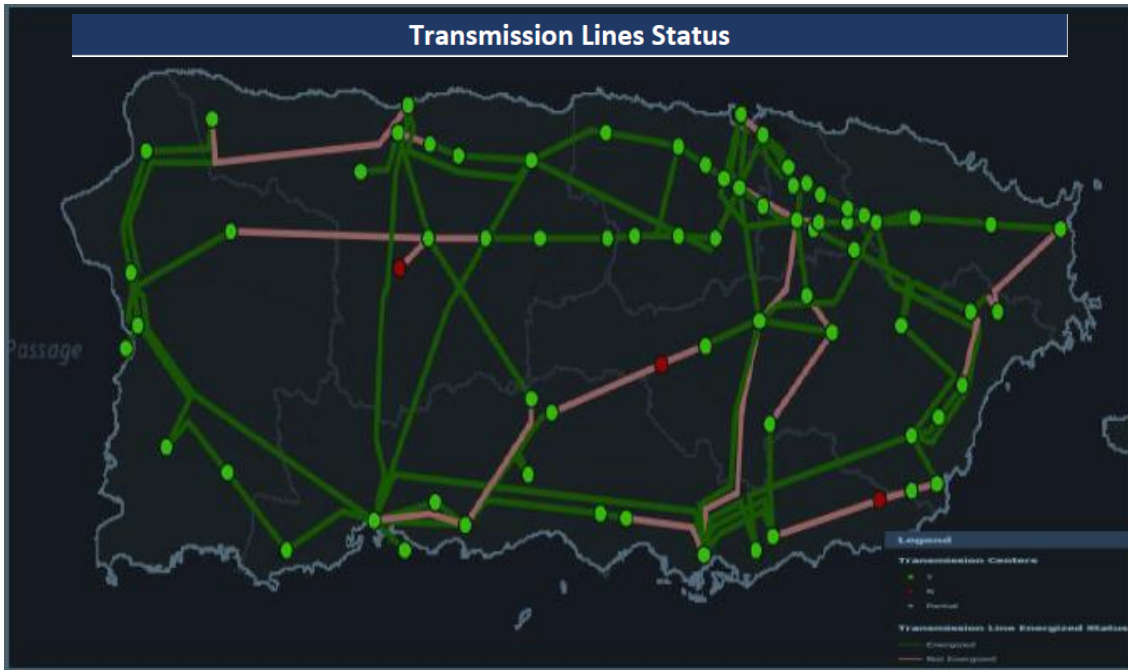 Transmission Lines Status
Passage
Legend
Transmission Centers
Y
N
Partial
Transmission Line Energized Status
Energized
Not Energized